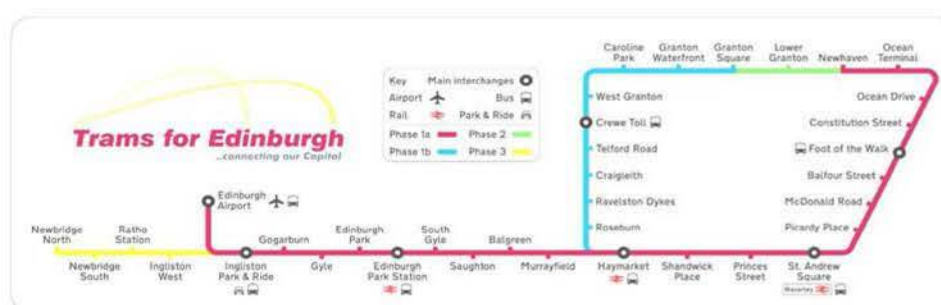 Trams for Edinburgh
...connecting our Capital
Key Main interchanges
Airport Bus
Rail Park & Ride
Phase 1a Phase 2
Phase 1b Phase 3
Caroline
Park
Granton
Waterfront
Granton
Square
Lower
Granton
Newhaven
Ocean
Terminal
West Granton
Crewe Toll
Telford Road
Craigleith
Ravelston Dykes
Roseburn
Ocean Drive
Constitution Street
Foot of the Walk
Balfour Street
McDonald Road
Picardy Place
Edinburgh
Airport
Newbridge
North
Newbridge
South
Ratho
Station
Ingliston
West
Ingliston
Park & Ride
Gogarburn
Gyle
Edinburgh
Park
Edinburgh
Park Station
South
Gyle
Saughton
Balgreen
Murrayfield
Haymarket
Shandwick
Place
Princes
Street
St. Andrew
Square
Waverley